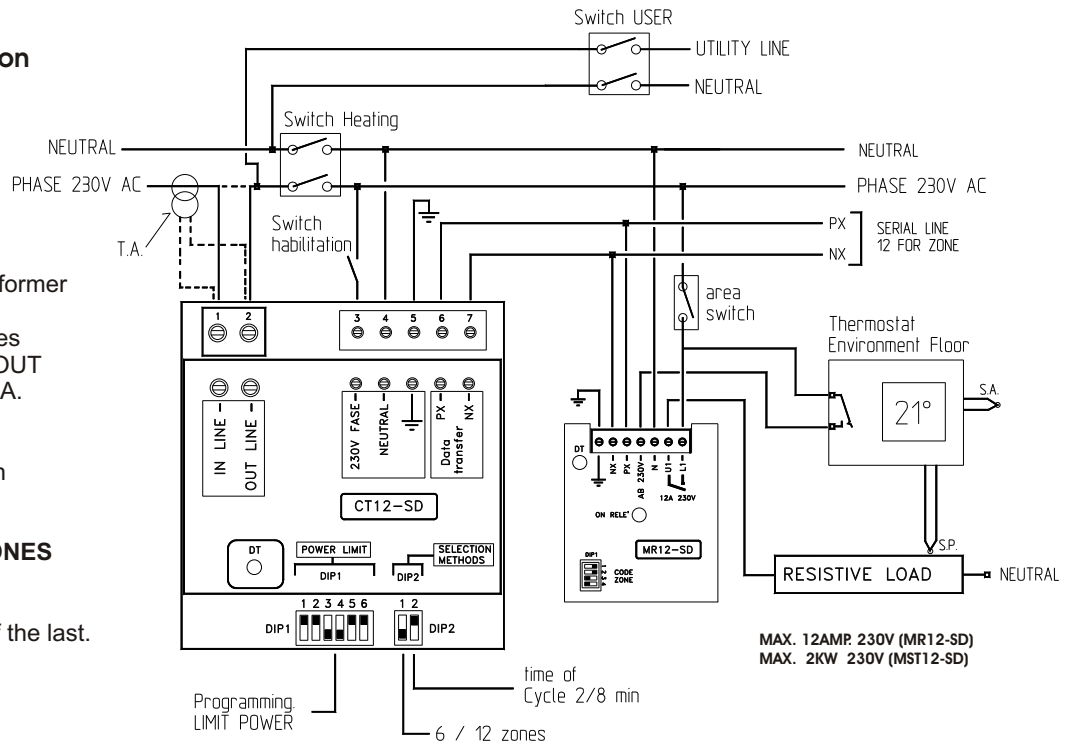 on
former
es
OUT
A.
n
ONES
f the last.
Switch USER
UTILITY LINE
NEUTRAL
Switch Heating
NEUTRAL
NEUTRAL
PHASE 230V AC
PHASE 230V AC
T.A.
Switch
habilitation
PX
NX
SERIAL LINE
12 FOR ZONE
area
switch
Thermostat
Environment Floor
21°
S.A.
S.P.
1 2
3 4 5 6 7
IN LINE
OUT LINE
230V FASE
NEUTRAL
PX
NX
Data
transfer
CT12-SD
DT
POWER LIMIT
DIP1
SELECTION
METHODS
DIP2
DIP1
1 2 3 4 5 6
1 2
DIP2
Programming.
LIMIT POWER
time of
Cycle 2/8 min
6 / 12 zones
DT
NX
PX
AB 230V
N
U1
L1
12A 230V
ON RELE'
MR12-SD
DIP1
1
2
3
4
CODE
ZONE
RESISTIVE LOAD
NEUTRAL
MAX. 12AMP. 230V (MR12-SD)
MAX. 2KW 230V (MST12-SD)